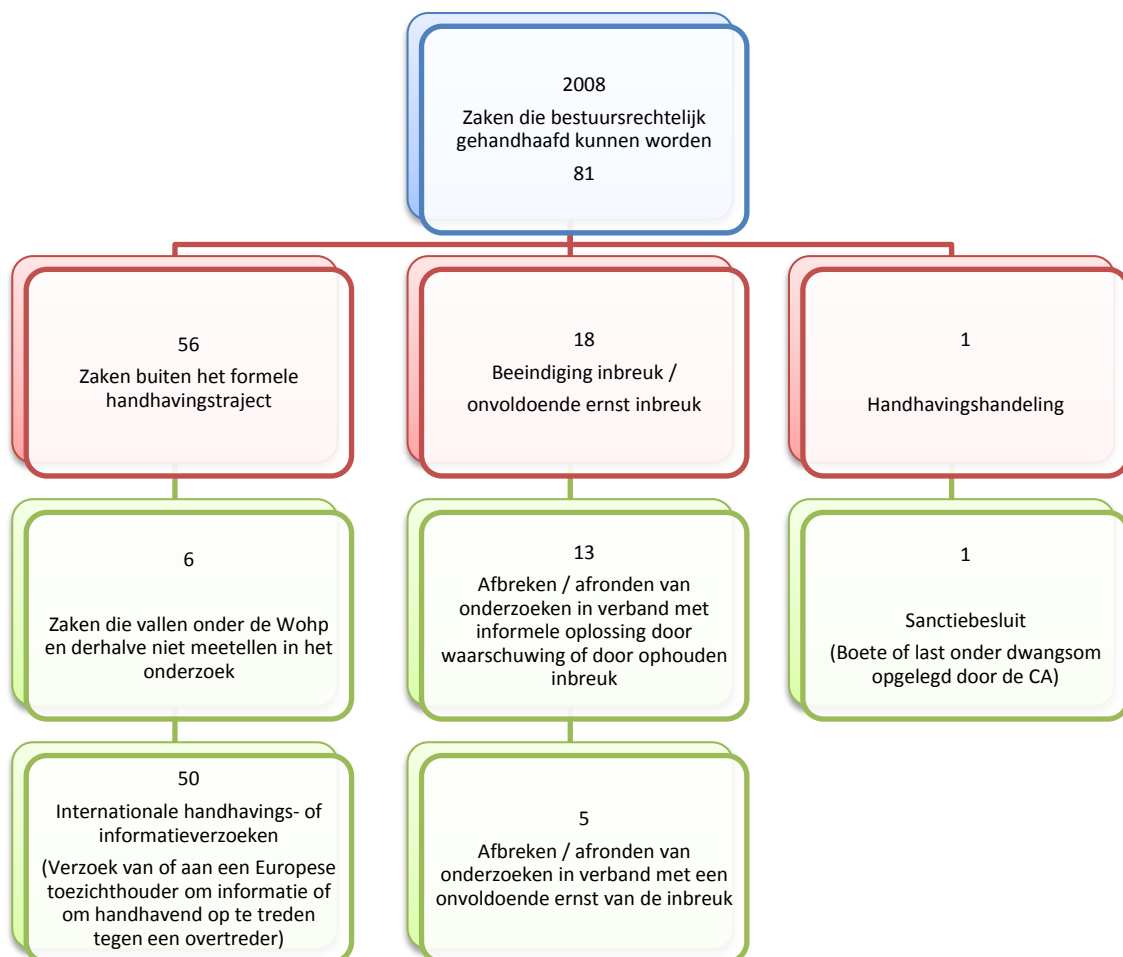 2008
Zaken die bestuursrechtelijk
gehandhaafd kunnen worden
81
56
Zaken buiten het formele
handhavingstraject
18
Beeindiging inbreuk /
onvoldoende ernst inbreuk
1
Handhavingshandeling
6
Zaken die vallen onder de Wohp
en derhalve niet meetellen in het
onderzoek
13
Afbreken / afronden van
onderzoeken in verband met
informele oplossing door
waarschuwing of door ophouden
inbreuk
1
Sanctiebesluit
(Boete of last onder dwangsom
opgelegd door de CA)
50
Internationale handhavings- of
informatieverzoeken
(Verzoek van of aan een Europese
toezichthouder om informatie of
om handhavend op te treden
tegen een overtreder)
5
Afbreken / afronden van
onderzoeken in verband met een
onvoldoende ernst van de inbreuk